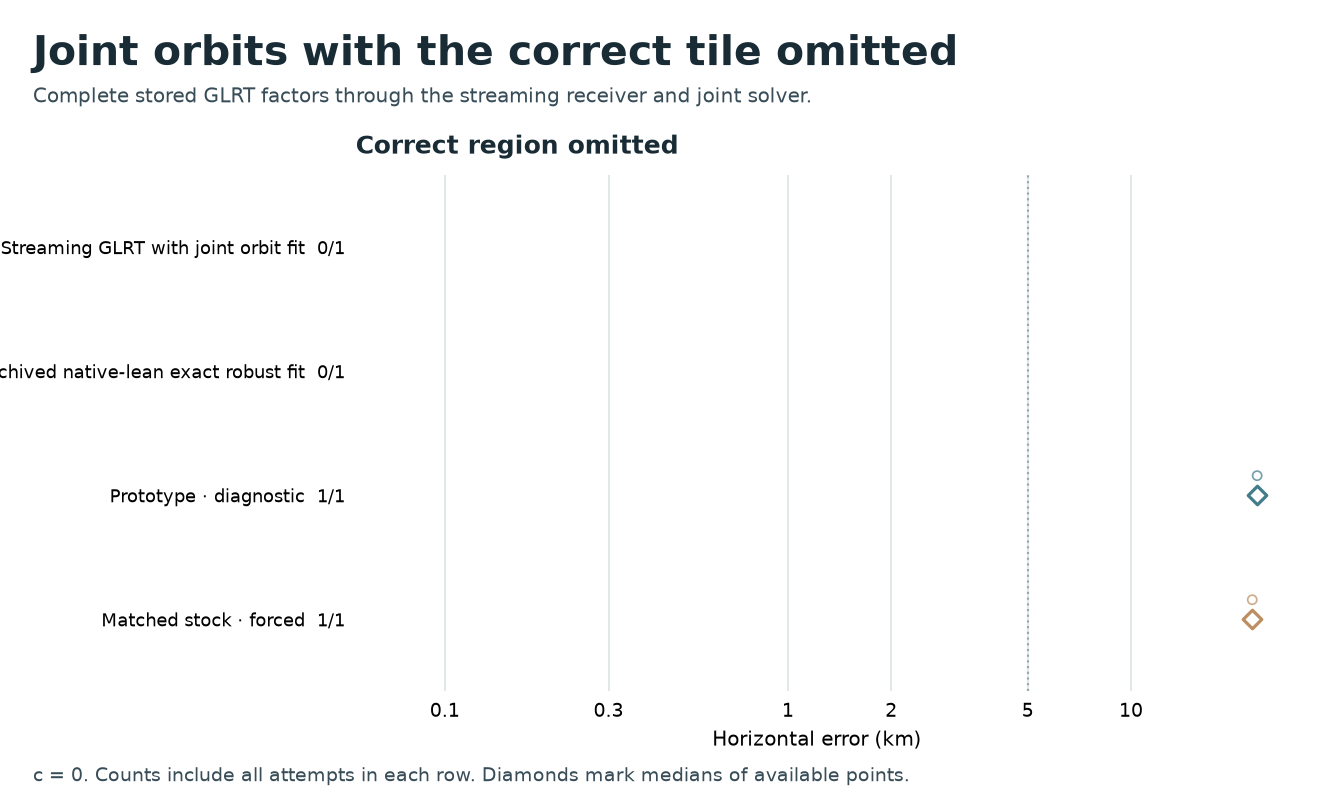 Joint orbits with the correct tile omitted
Complete stored GLRT factors through the streaming receiver and joint solver.
Correct region omitted
Streaming GLRT with joint orbit fit 0/1
chived native-lean exact robust fit 0/1
Prototype · diagnostic 1/1
Matched stock · forced 1/1
0.1 0.3 1 2 5 10
Horizontal error (km)
c = 0. Counts include all attempts in each row. Diamonds mark medians of available points.